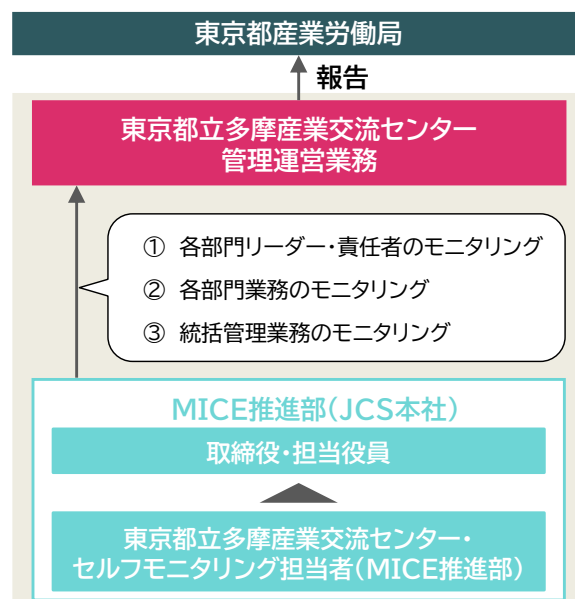 東京都産業労働局
報告
東京都立多摩産業交流センター
管理運営業務
① 各部門リーダー・責任者のモニタリング
② 各部門業務のモニタリング
③ 統括管理業務のモニタリング
MICE推進部(JCS本社)
取締役・担当役員
東京都立多摩産業交流センター・
セルフモニタリング担当者(MICE推進部)